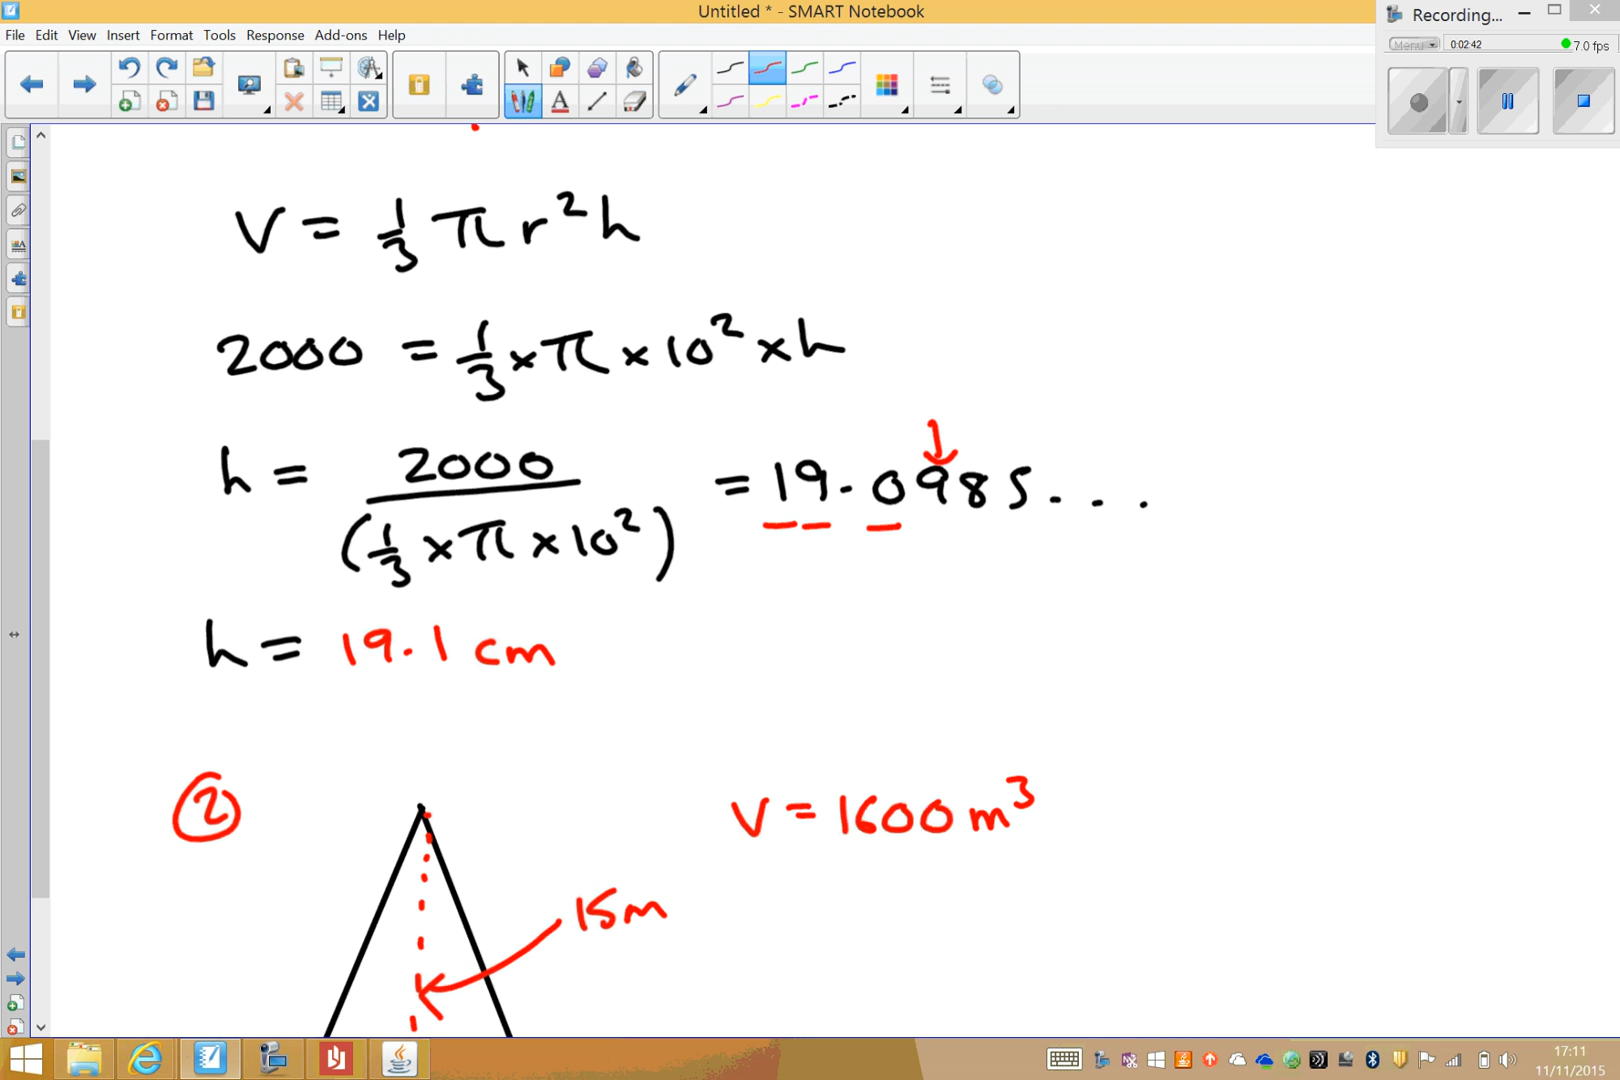 Untitled * - SMART Notebook
Recording...
File Edit View Insert Format Tools Add-ons Response Help
Menu 0:02:42 7.0 fps
V = 1/3 π r² h
2000 = 1/3 × π × 10² × h
h = 2000 / (1/3 × π × 10²) = 19.0985...
h = 19.1 cm
② V = 1600 m³
15m
17:11
11/11/2015